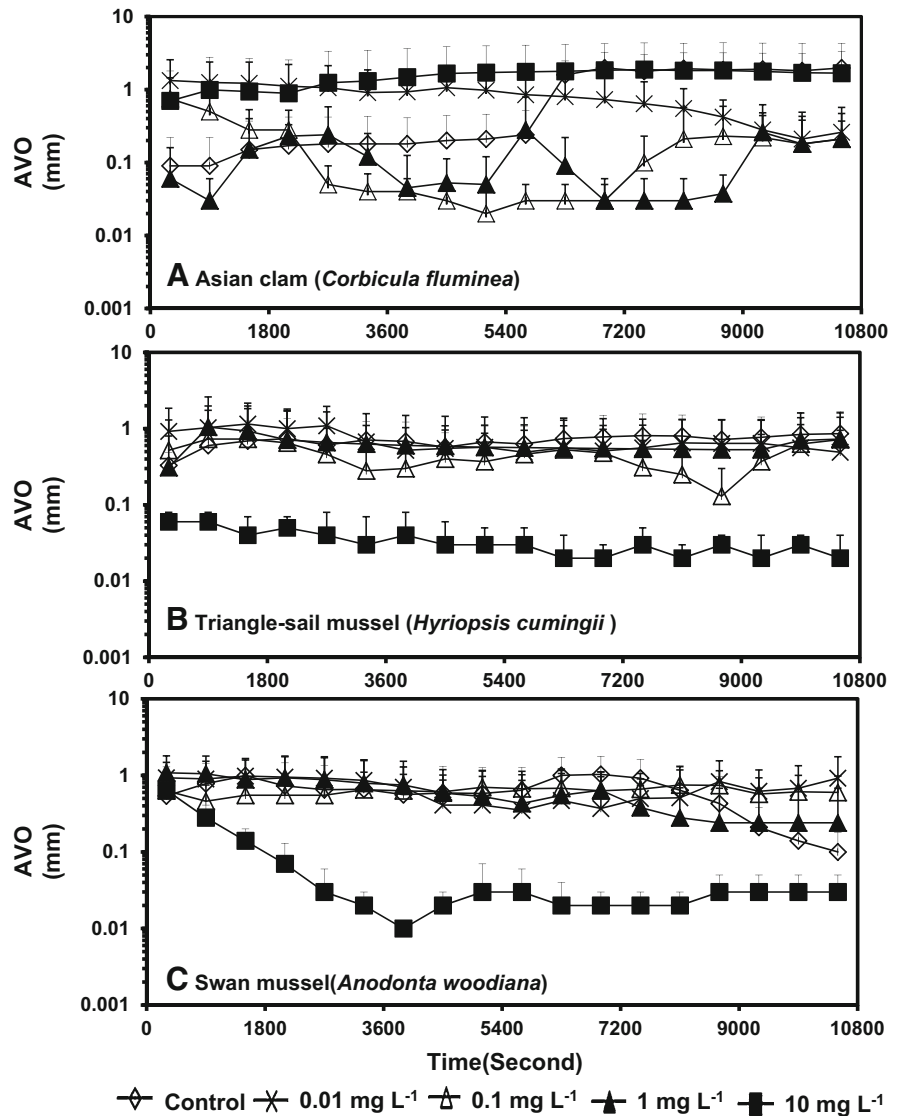 10
1
0.1
0.01
0.001
AVO
(mm)
A Asian clam (Corbicula fluminea)
0 1800 3600 5400 7200 9000 10800
10
1
0.1
0.01
0.001
AVO
(mm)
B Triangle-sail mussel (Hyriopsis cumingii )
0 1800 3600 5400 7200 9000 10800
10
1
0.1
0.01
0.001
AVO
(mm)
C Swan mussel(Anodonta woodiana)
0 1800 3600 5400 7200 9000 10800
Time(Second)
Control 0.01 mg L⁻¹ 0.1 mg L⁻¹ 1 mg L⁻¹ 10 mg L⁻¹